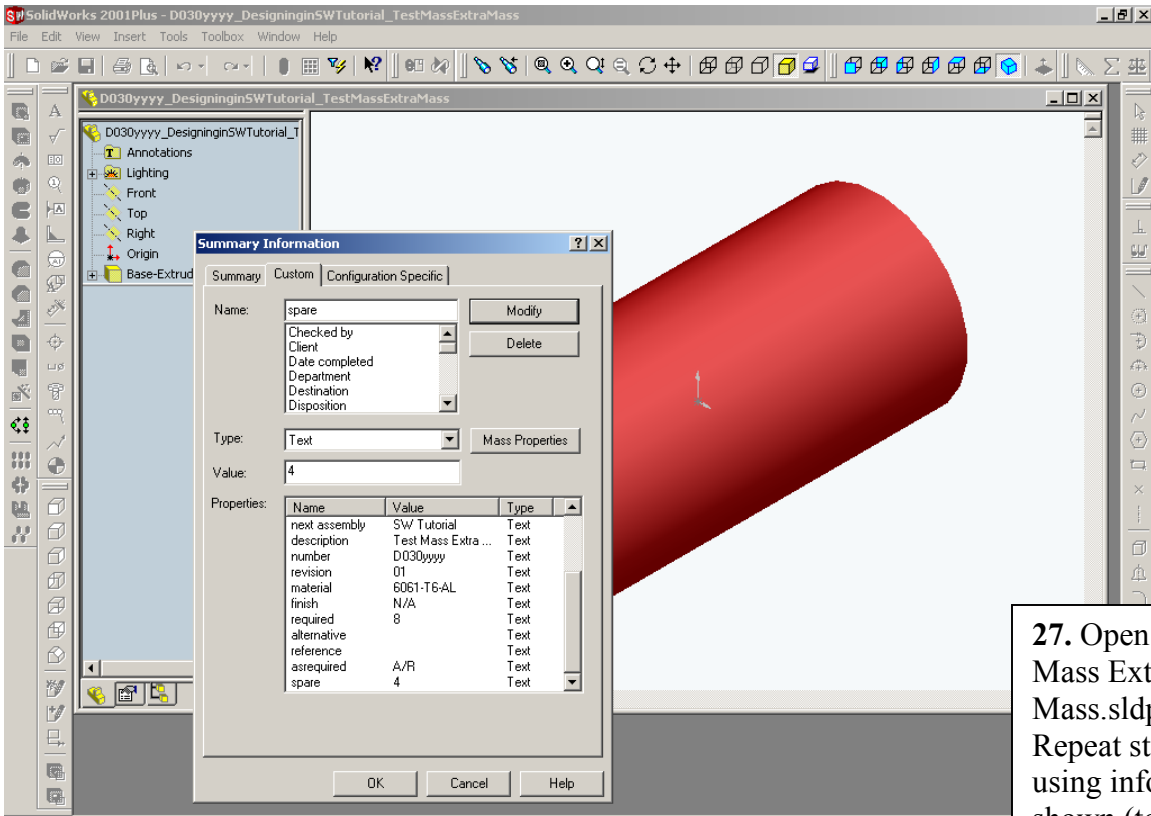 SolidWorks 2001Plus - D030yyyy_DesigninginSWTutorial_TestMassExtraMass
File Edit View Insert Tools Toolbox Window Help
D030yyyy_DesigninginSWTutorial_TestMassExtraMass
D030yyyy_DesigninginSWTutorial_T
Annotations
Lighting
Front
Top
Right
Origin
Base-Extrud
Summary Information
Summary Custom Configuration Specific
Name: spare Modify
Checked by
Client
Date completed
Department
Destination
Disposition
Delete
Type: Text Mass Properties
Value: 4
Properties:
Name Value Type
next assembly SW Tutorial Text
description Test Mass Extra ... Text
number D030yyyy Text
revision 01 Text
material 6061-T6-AL Text
finish N/A Text
required 8 Text
alternative Text
reference Text
asrequired A/R Text
spare 4 Text
OK Cancel Help
27. Open
Mass Ext
Mass.sldp
Repeat st
using info